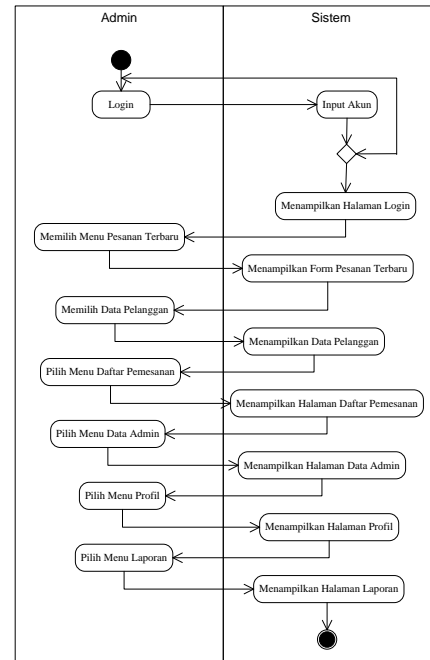 Admin
Sistem
Login
Input Akun
Menampilkan Halaman Login
Memilih Menu Pesanan Terbaru
Menampilkan Form Pesanan Terbaru
Memilih Data Pelanggan
Menampilkan Data Pelanggan
Pilih Menu Daftar Pemesanan
Menampilkan Halaman Daftar Pemesanan
Pilih Menu Data Admin
Menampilkan Halaman Data Admin
Pilih Menu Profil
Menampilkan Halaman Profil
Pilih Menu Laporan
Menampilkan Halaman Laporan